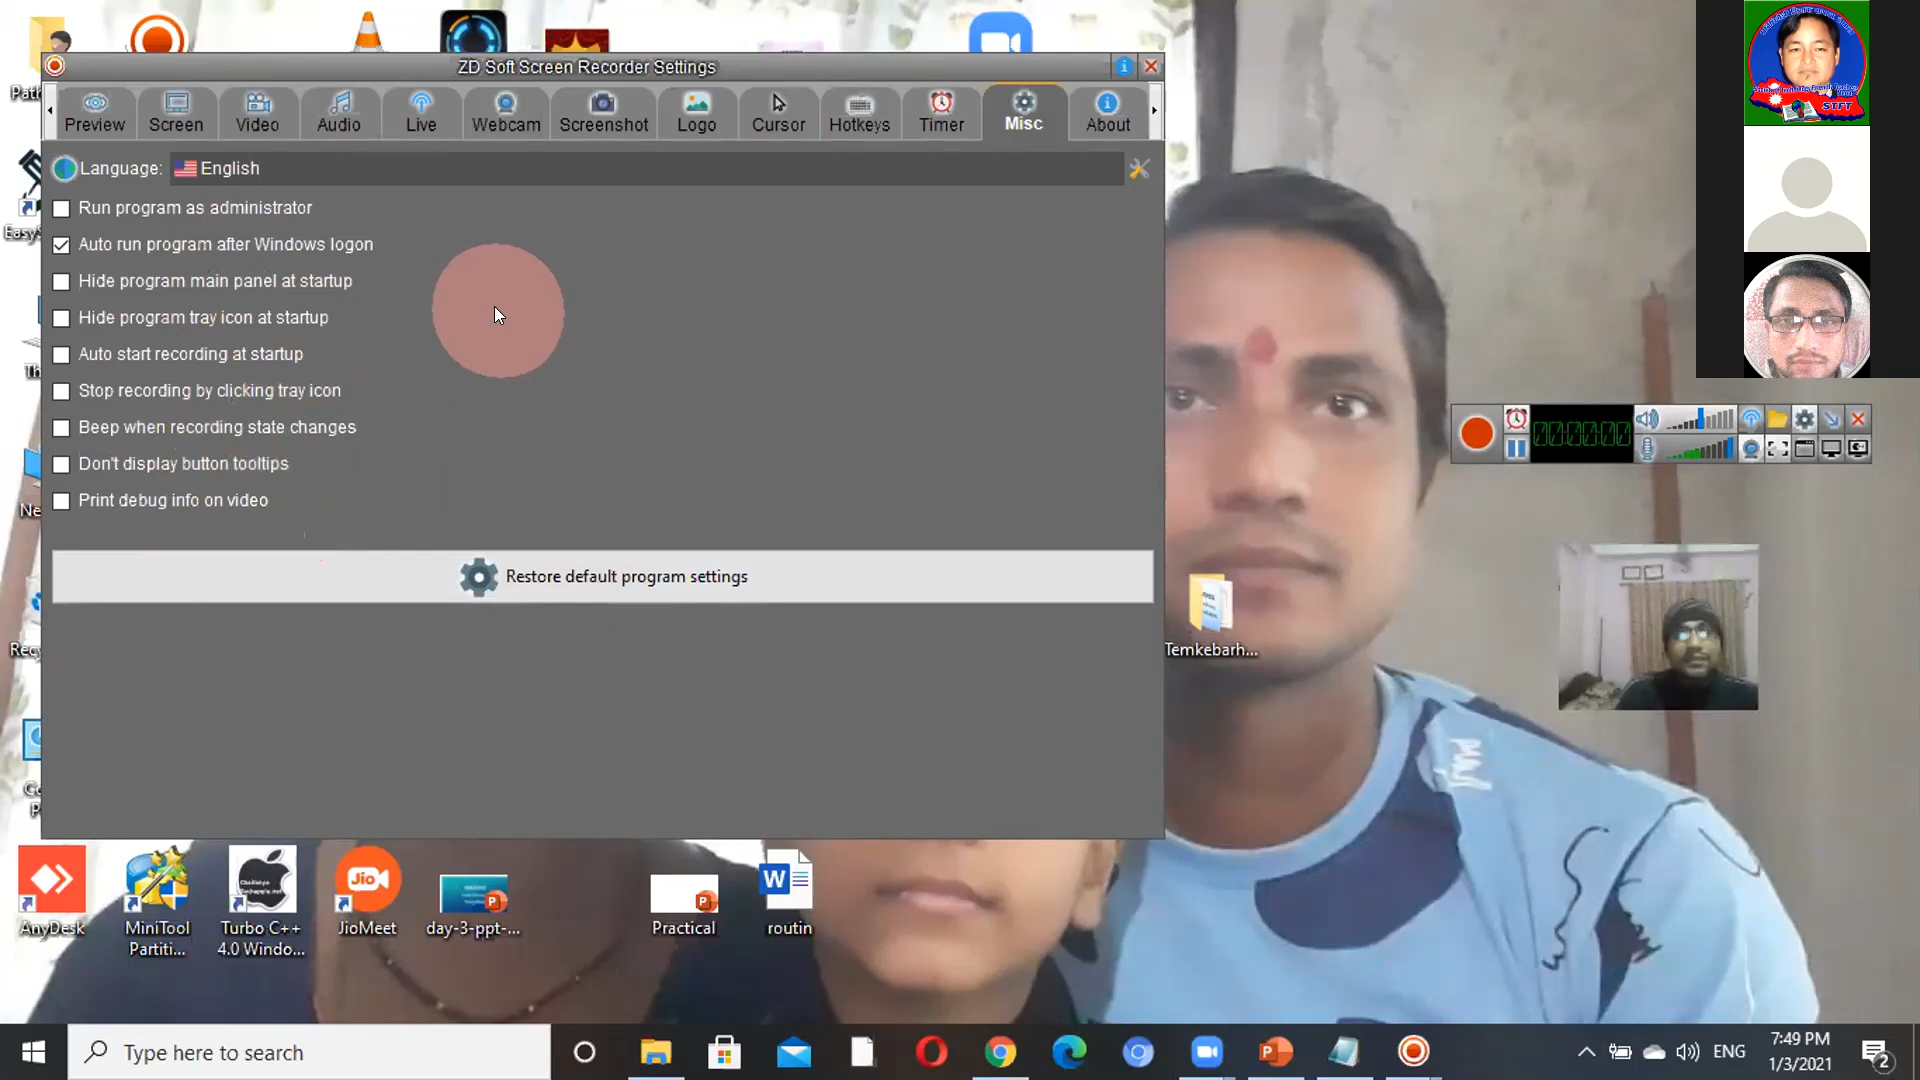 ZD Soft Screen Recorder Settings
Preview
Screen
Video
Audio
Live
Webcam
Screenshot
Logo
Cursor
Hotkeys
Timer
Misc
About
Language:
English
Run program as administrator
Auto run program after Windows logon
Hide program main panel at startup
Hide program tray icon at startup
Auto start recording at startup
Stop recording by clicking tray icon
Beep when recording state changes
Don't display button tooltips
Print debug info on video
Restore default program settings
STFT
Temkebarh...
AnyDesk
MiniTool
Partiti...
Turbo C++
4.0 Windo...
JioMeet
day-3-ppt-...
Practical
routin
Type here to search
ENG
7:49 PM
1/3/2021
2